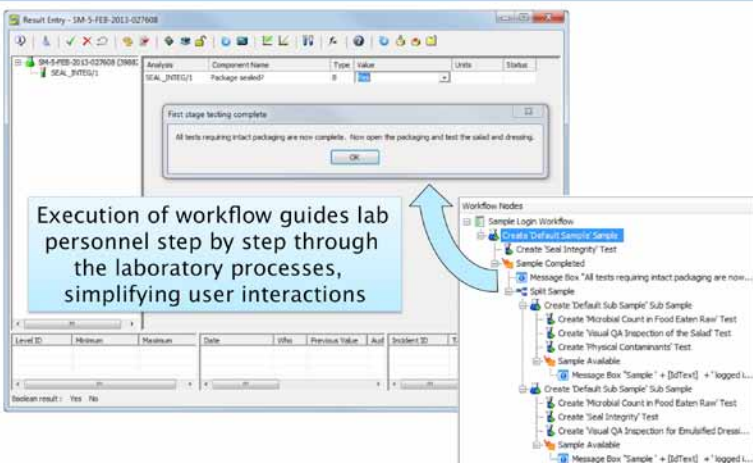 Result Entry - SM-5-FEB-2013-027608
SM-5-FEB-2013-027608 (3988
SEAL_INTEG/1
Analysis Component Name Type Value Units Status
SEAL_INTEG/1 Package sealed? B Yes
First stage testing complete
All tests requiring intact packaging are now complete. Now open the packaging and test the salad and dressing.
OK
Execution of workflow guides lab
personnel step by step through
the laboratory processes,
simplifying user interactions
Level ID Minimum Maximum Date Who Previous Value Aud Incident ID
Boolean result : Yes No
Workflow Nodes
Sample Login Workflow
Create 'Default Sample' Sample
Create 'Seal Integrity' Test
Sample Completed
Message Box "All tests requiring intact packaging are now...
Split Sample
Create 'Default Sub Sample' Sub Sample
Create 'Microbial Count in Food Eaten Raw' Test
Create 'Visual QA Inspection of the Salad' Test
Create 'Physical Contaminants' Test
Sample Available
Message Box "Sample ' + [IdText] + ' logged i...
Create 'Default Sub Sample' Sub Sample
Create 'Microbial Count in Food Eaten Raw' Test
Create 'Seal Integrity' Test
Create 'Visual QA Inspection for Emulsified Dressi...
Sample Available
Message Box "Sample ' + [IdText] + ' logged i...